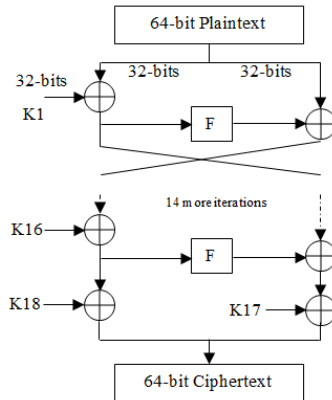 64-bit Plaintext
32-bits 32-bits
32-bits
K1
F
14 more iterations
K16
F
K18
K17
64-bit Ciphertext